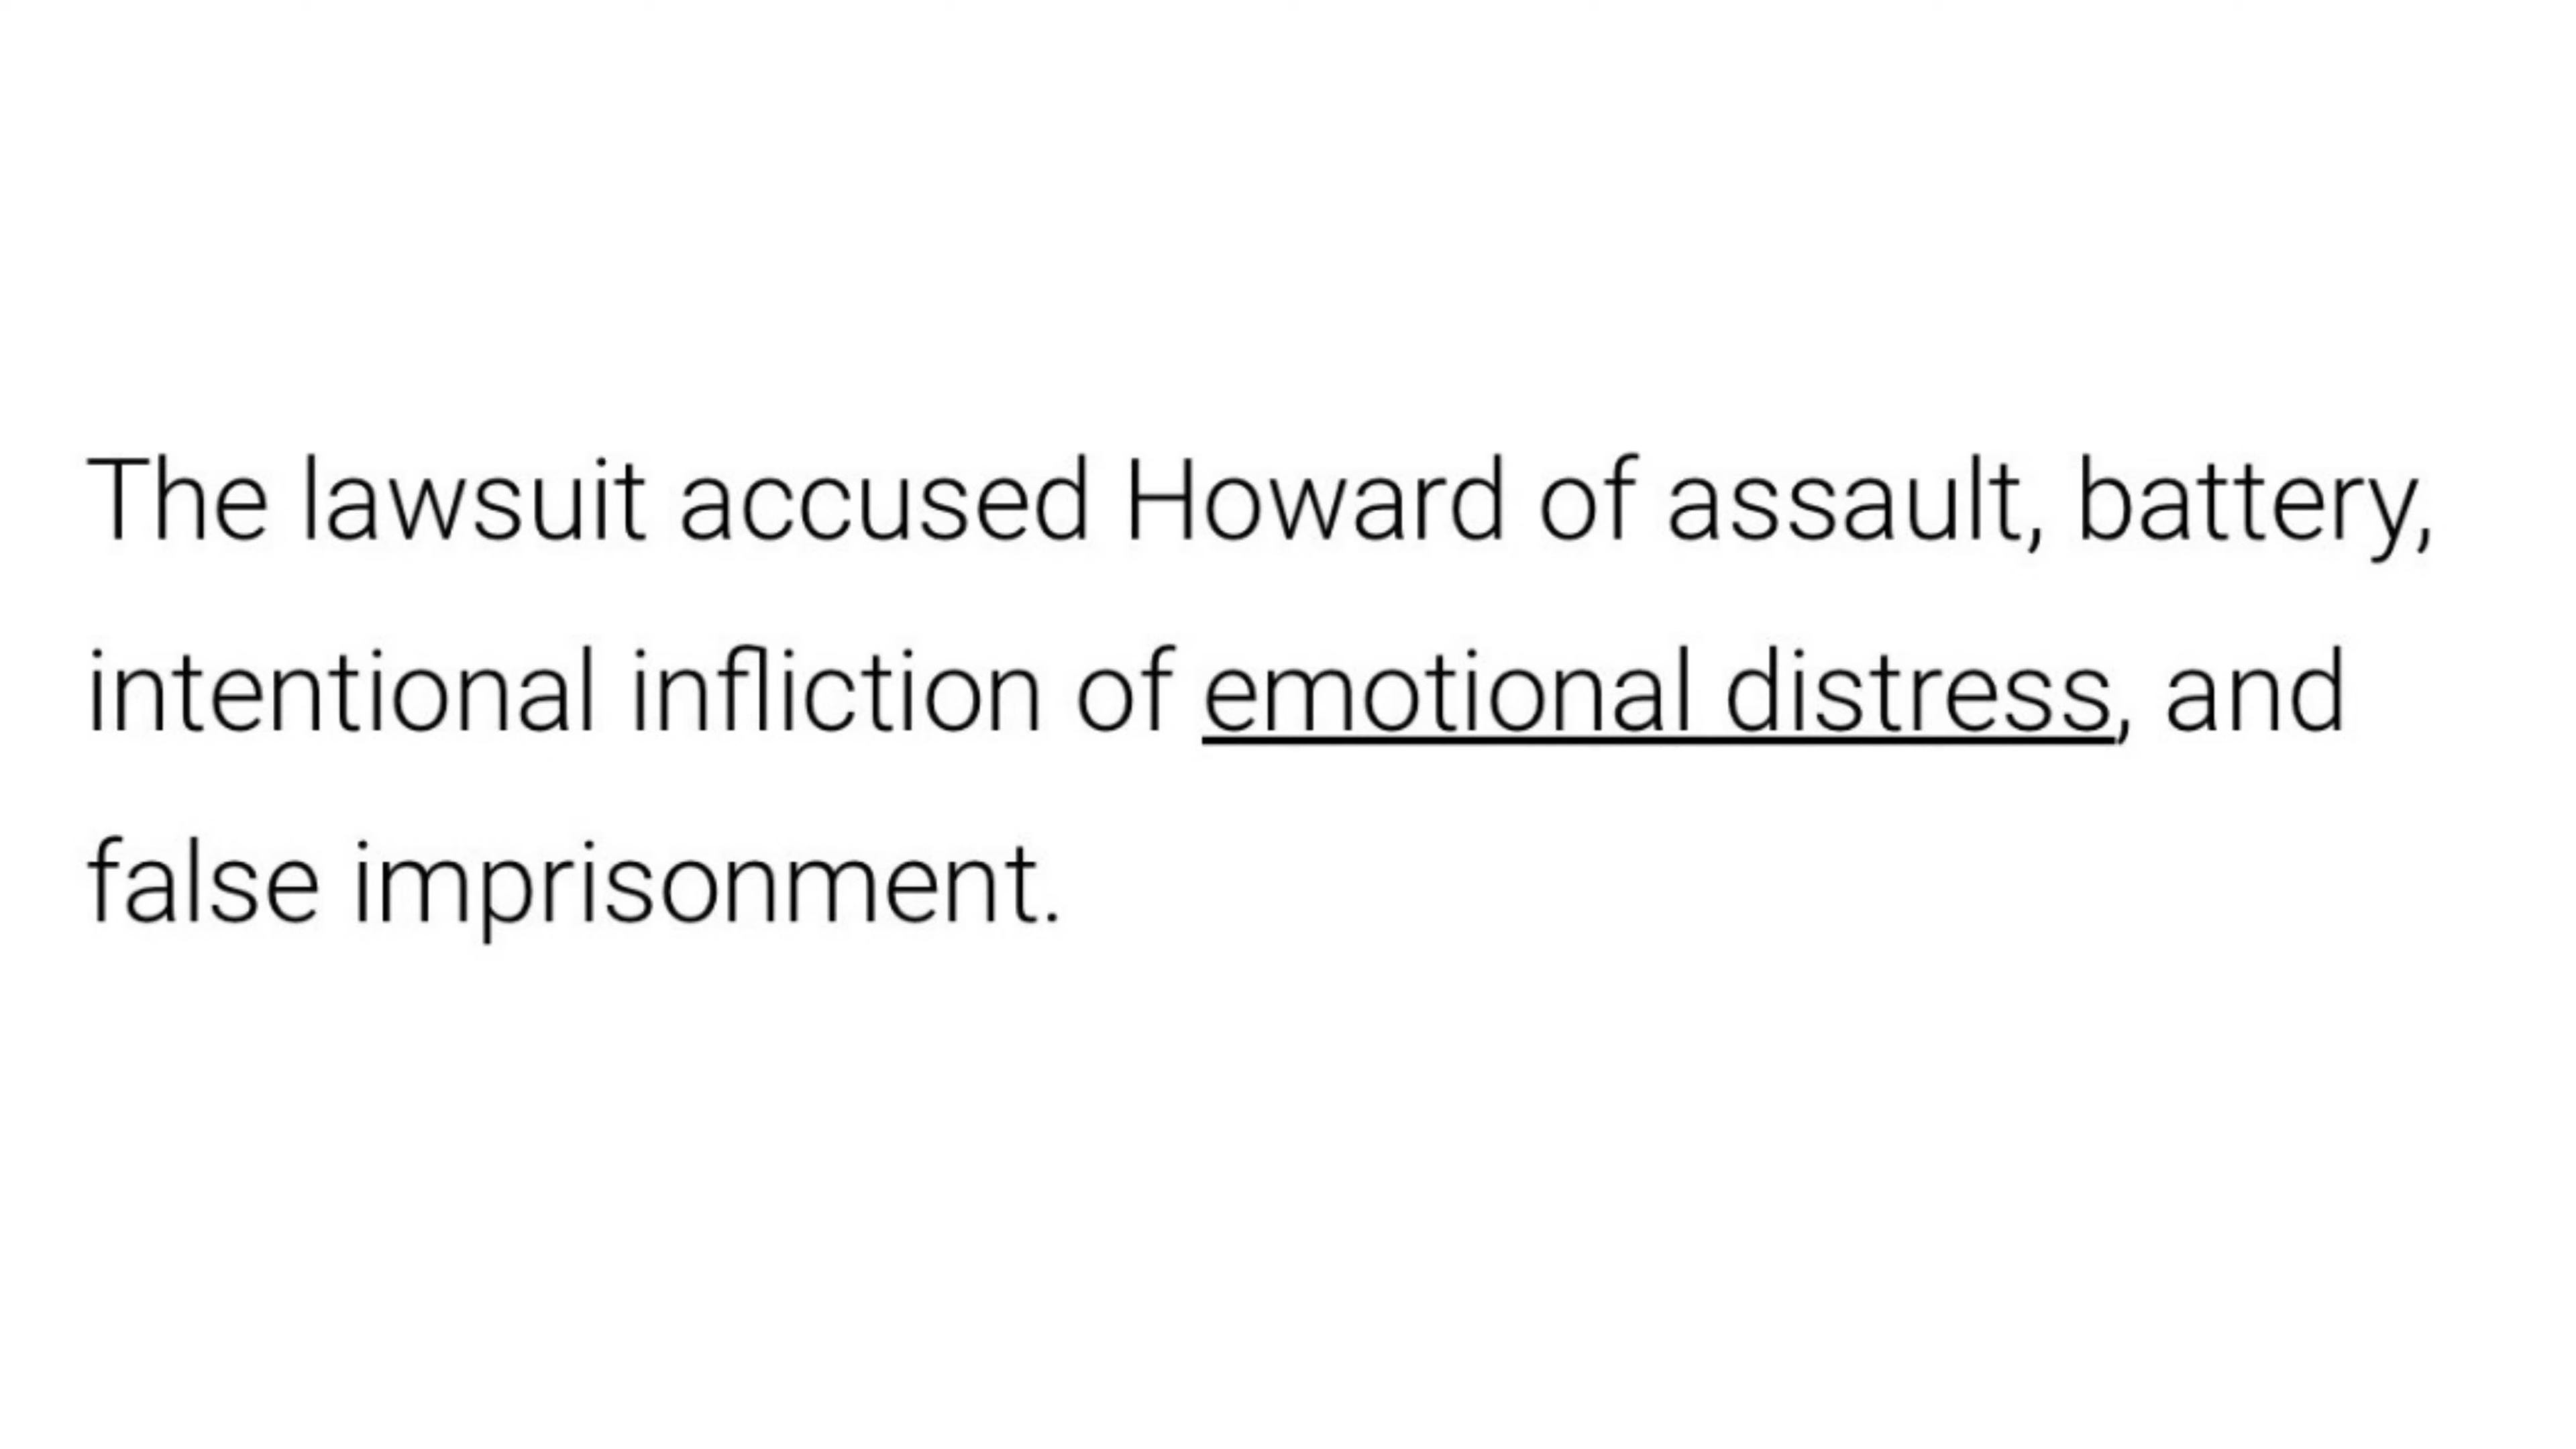 The lawsuit accused Howard of assault, battery,
intentional infliction of emotional distress, and
false imprisonment.